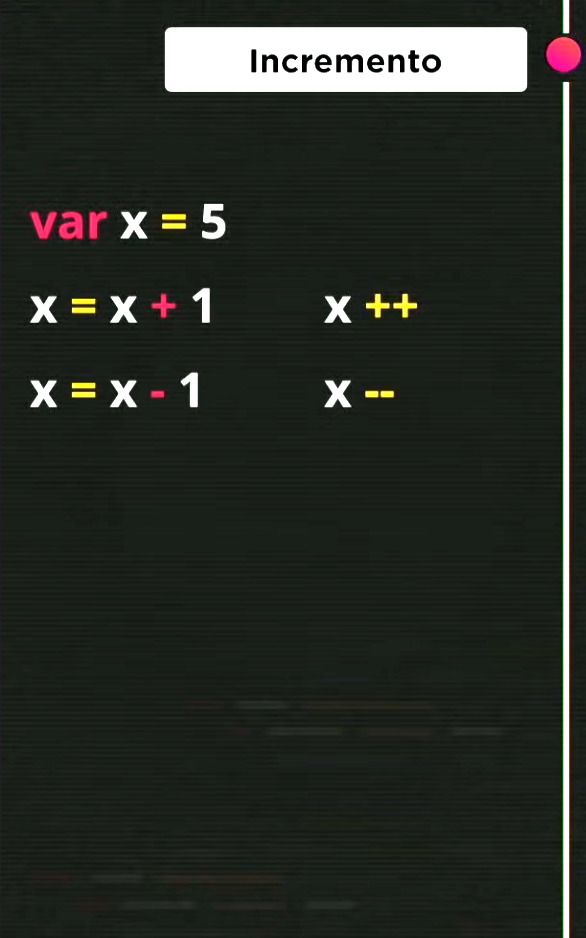 Incremento
var x = 5
x = x + 1 x ++
x = x - 1 x --